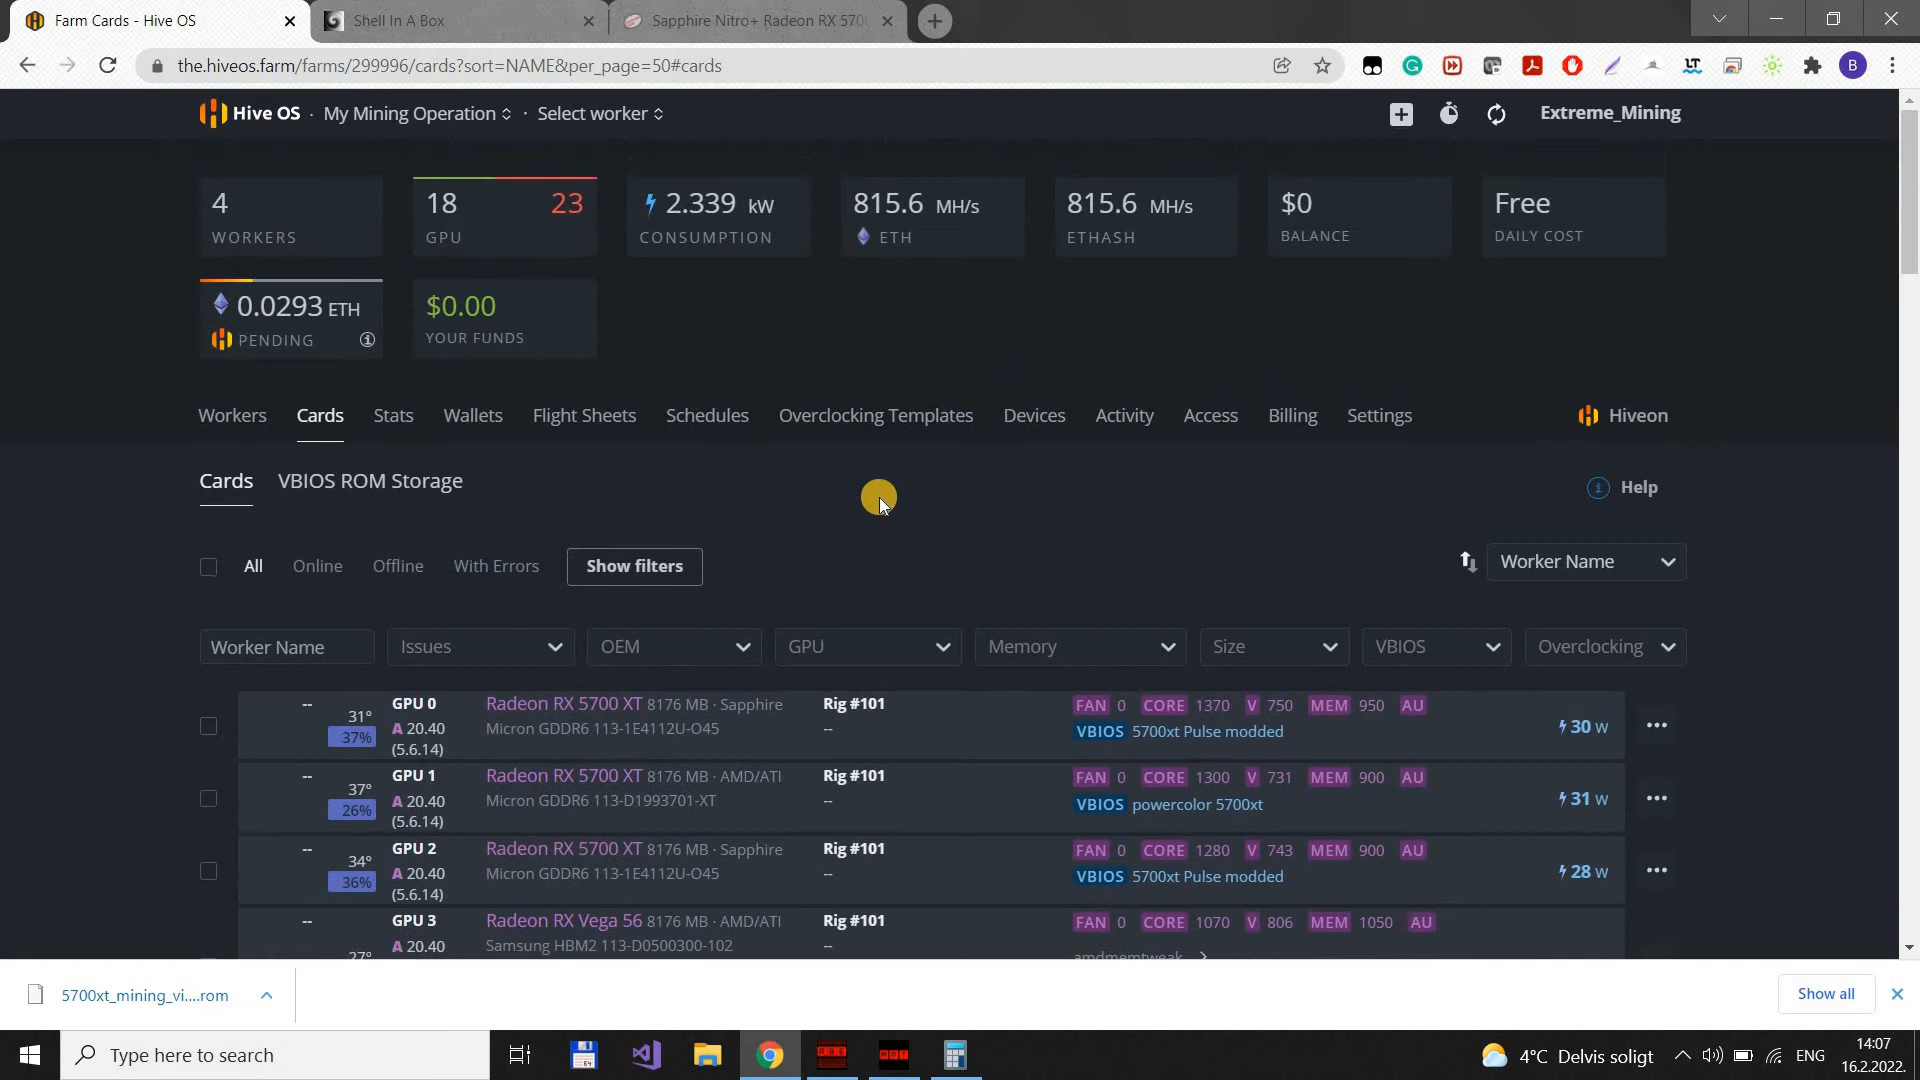 Farm Cards - Hive OS
Shell In A Box
Sapphire Nitro+ Radeon RX 570
the.hiveos.farm/farms/299996/cards?sort=NAME&per_page=50#cards
B
Hive OS · My Mining Operation · Select worker
Extreme_Mining
4
WORKERS
18 23
GPU
2.339 kW
CONSUMPTION
815.6 MH/s
ETH
815.6 MH/s
ETHASH
$0
BALANCE
Free
DAILY COST
0.0293 ETH
PENDING
$0.00
YOUR FUNDS
Workers Cards Stats Wallets Flight Sheets Schedules Overclocking Templates Devices Activity Access Billing Settings Hiveon
Cards VBIOS ROM Storage
Help
All Online Offline With Errors Show filters
Worker Name
Worker Name Issues OEM GPU Memory Size VBIOS Overclocking
-- 31° 37%
GPU 0
A 20.40
(5.6.14)
Radeon RX 5700 XT 8176 MB · Sapphire
Micron GDDR6 113-1E4112U-O45
Rig #101
--
FAN 0 CORE 1370 V 750 MEM 950 AU
VBIOS 5700xt Pulse modded
30 W
-- 37° 26%
GPU 1
A 20.40
(5.6.14)
Radeon RX 5700 XT 8176 MB · AMD/ATI
Micron GDDR6 113-D1993701-XT
Rig #101
--
FAN 0 CORE 1300 V 731 MEM 900 AU
VBIOS powercolor 5700xt
31 W
-- 34° 36%
GPU 2
A 20.40
(5.6.14)
Radeon RX 5700 XT 8176 MB · Sapphire
Micron GDDR6 113-1E4112U-O45
Rig #101
--
FAN 0 CORE 1280 V 743 MEM 900 AU
VBIOS 5700xt Pulse modded
28 W
-- 27°
GPU 3
A 20.40
Radeon RX Vega 56 8176 MB · AMD/ATI
Samsung HBM2 113-D0500300-102
Rig #101
--
FAN 0 CORE 1070 V 806 MEM 1050 AU
amdmemtweak
5700xt_mining_vi....rom
Show all
Type here to search
4°C Delvis soligt
ENG
14:07
16.2.2022.